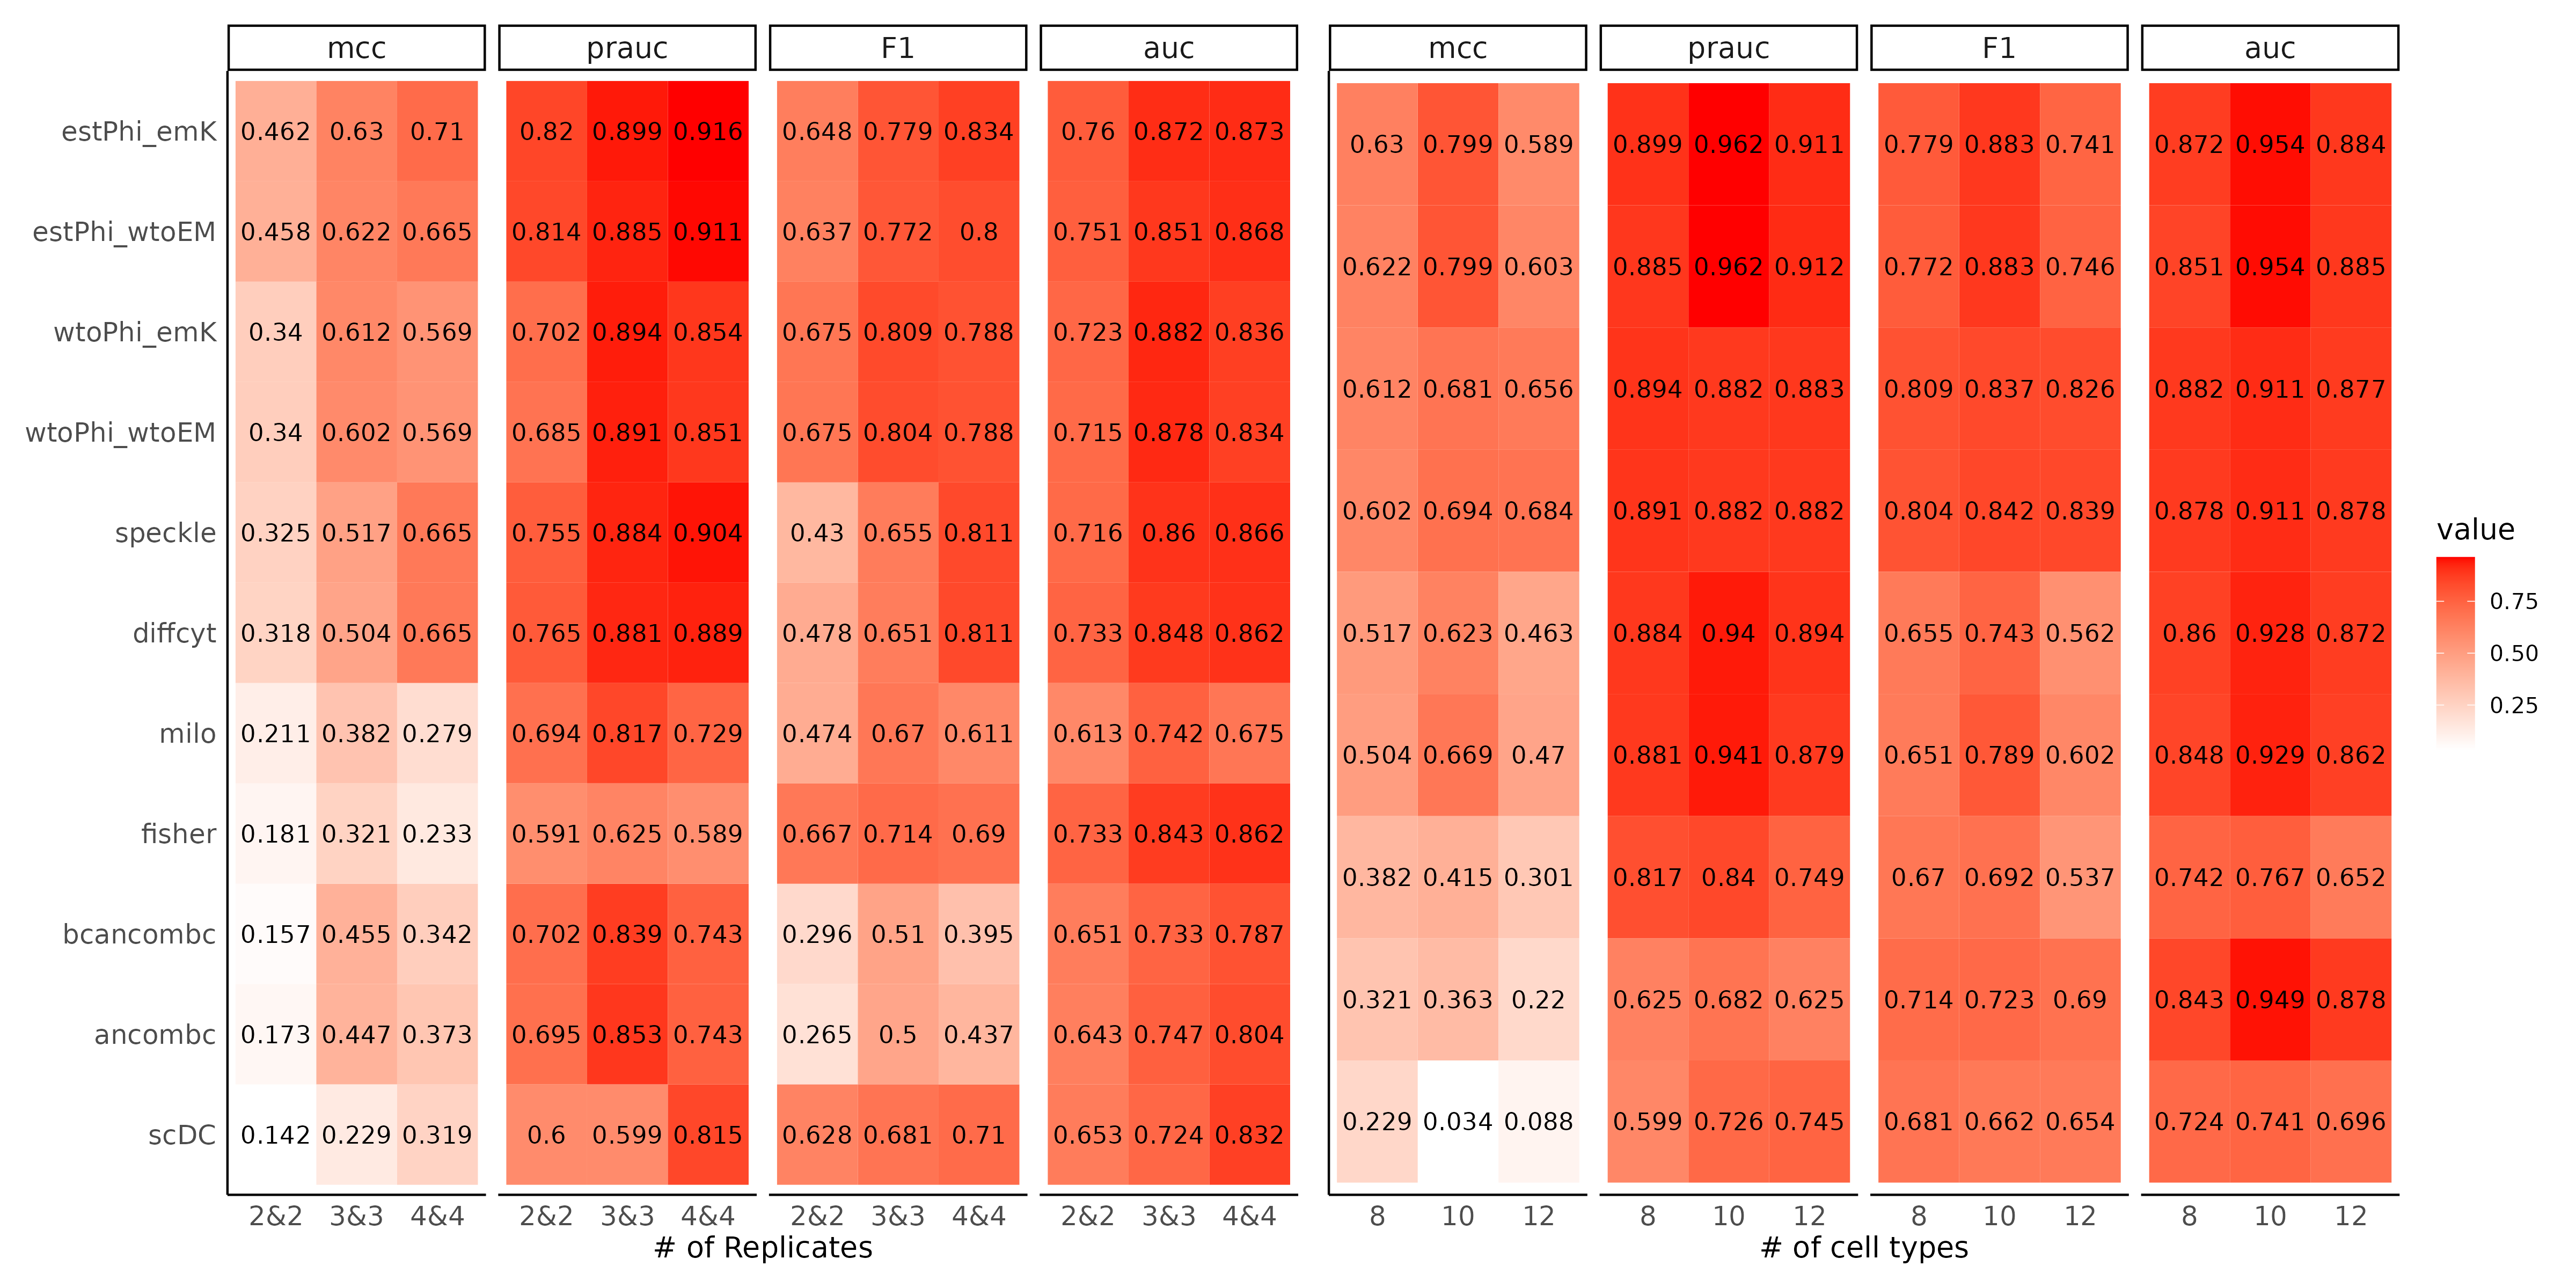 mcc prauc F1 auc mcc prauc F1 auc
estPhi_emK 0.462 0.63 0.71 0.82 0.899 0.916 0.648 0.779 0.834 0.76 0.872 0.873
estPhi_wtoEM 0.458 0.622 0.665 0.814 0.885 0.911 0.637 0.772 0.8 0.751 0.851 0.868
wtoPhi_emK 0.34 0.612 0.569 0.702 0.894 0.854 0.675 0.809 0.788 0.723 0.882 0.836
wtoPhi_wtoEM 0.34 0.602 0.569 0.685 0.891 0.851 0.675 0.804 0.788 0.715 0.878 0.834
speckle 0.325 0.517 0.665 0.755 0.884 0.904 0.43 0.655 0.811 0.716 0.86 0.866
diffcyt 0.318 0.504 0.665 0.765 0.881 0.889 0.478 0.651 0.811 0.733 0.848 0.862
milo 0.211 0.382 0.279 0.694 0.817 0.729 0.474 0.67 0.611 0.613 0.742 0.675
fisher 0.181 0.321 0.233 0.591 0.625 0.589 0.667 0.714 0.69 0.733 0.843 0.862
bcancombc 0.157 0.455 0.342 0.702 0.839 0.743 0.296 0.51 0.395 0.651 0.733 0.787
ancombc 0.173 0.447 0.373 0.695 0.853 0.743 0.265 0.5 0.437 0.643 0.747 0.804
scDC 0.142 0.229 0.319 0.6 0.599 0.815 0.628 0.681 0.71 0.653 0.724 0.832
2&2 3&3 4&4 2&2 3&3 4&4 2&2 3&3 4&4 2&2 3&3 4&4
# of Replicates
0.63 0.799 0.589 0.899 0.962 0.911 0.779 0.883 0.741 0.872 0.954 0.884
0.622 0.799 0.603 0.885 0.962 0.912 0.772 0.883 0.746 0.851 0.954 0.885
0.612 0.681 0.656 0.894 0.882 0.883 0.809 0.837 0.826 0.882 0.911 0.877
0.602 0.694 0.684 0.891 0.882 0.882 0.804 0.842 0.839 0.878 0.911 0.878
0.517 0.623 0.463 0.884 0.94 0.894 0.655 0.743 0.562 0.86 0.928 0.872
0.504 0.669 0.47 0.881 0.941 0.879 0.651 0.789 0.602 0.848 0.929 0.862
0.382 0.415 0.301 0.817 0.84 0.749 0.67 0.692 0.537 0.742 0.767 0.652
0.321 0.363 0.22 0.625 0.682 0.625 0.714 0.723 0.69 0.843 0.949 0.878
0.229 0.034 0.088 0.599 0.726 0.745 0.681 0.662 0.654 0.724 0.741 0.696
8 10 12 8 10 12 8 10 12 8 10 12
# of cell types
value
0.75
0.50
0.25